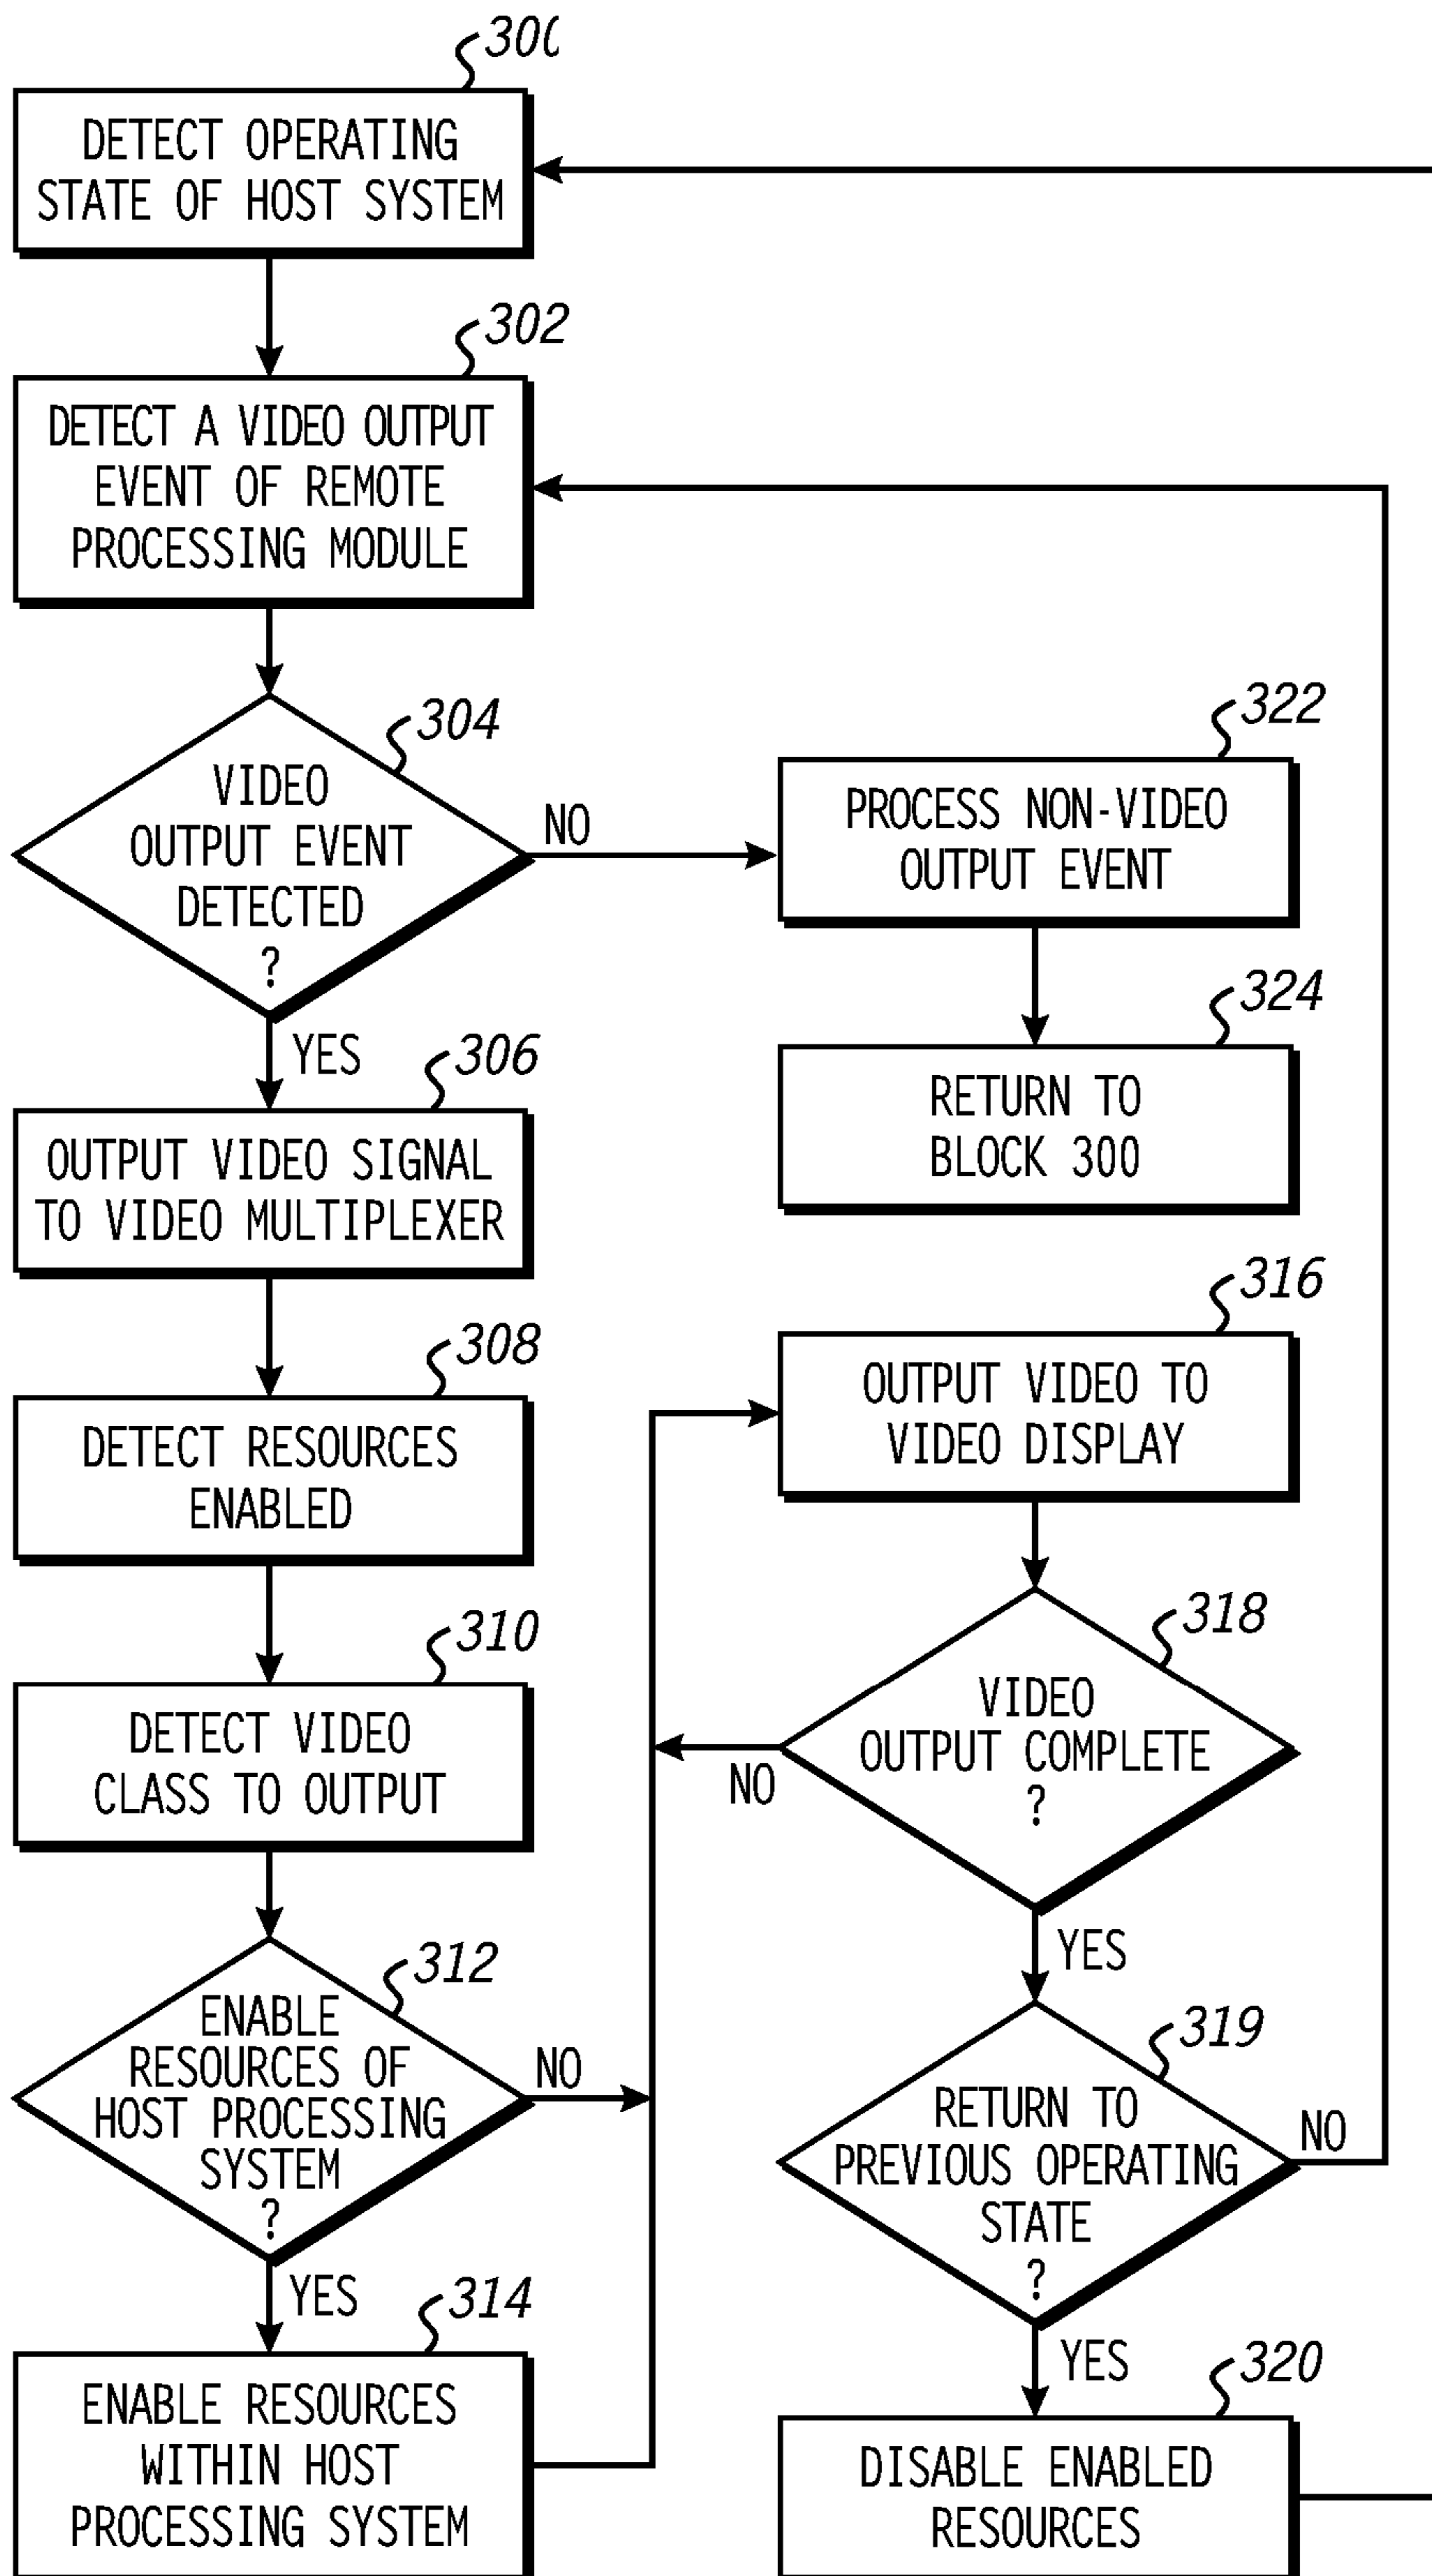 300
DETECT OPERATING
STATE OF HOST SYSTEM
302
DETECT A VIDEO OUTPUT
EVENT OF REMOTE
PROCESSING MODULE
304
VIDEO
OUTPUT EVENT
DETECTED
?
NO
YES
322
PROCESS NON-VIDEO
OUTPUT EVENT
324
RETURN TO
BLOCK 300
306
OUTPUT VIDEO SIGNAL
TO VIDEO MULTIPLEXER
308
DETECT RESOURCES
ENABLED
310
DETECT VIDEO
CLASS TO OUTPUT
312
ENABLE
RESOURCES OF
HOST PROCESSING
SYSTEM
?
NO
YES
314
ENABLE RESOURCES
WITHIN HOST
PROCESSING SYSTEM
316
OUTPUT VIDEO TO
VIDEO DISPLAY
318
VIDEO
OUTPUT COMPLETE
?
NO
YES
319
RETURN TO
PREVIOUS OPERATING
STATE
?
NO
YES
320
DISABLE ENABLED
RESOURCES